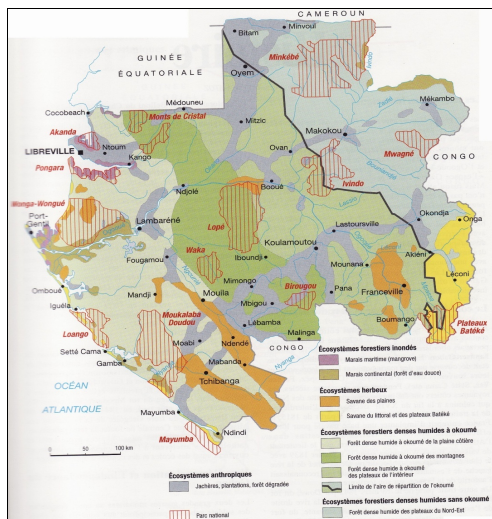 CAMEROUN
GUINÉE
ÉQUATORIALE
Bitam
Minvoul
Oyem
Minkébé
Ivindo
Médouneu
Cocobeach
Monts de Cristal
Mitzic
Zadié
Mékambo
Makokou
Akanda
Ntoum
LIBREVILLE
Kango
Ovan
Mwagné
CONGO
Pongara
Ivindo
Booué
Ndjolé
Wonga-Wongué
Lopé
Okondja
Onga
Port-
Gentil
Lambaréné
Lastoursville
Waka
Koulamoutou
Akiéni
Fougamou
Iboundji
Mounana
Léconi
Omboué
Mimongo
Birougou
Franceville
Mandji
Mouila
Pana
Iguéla
Mbigou
Moukalaba
Doudou
Lébamba
Boumango
Plateaux
Batéké
Loango
Moabi
Ndendé
Malinga
Setté Cama
Mabanda
CONGO
Gamba
Tchibanga
Nyanga
OCÉAN
ATLANTIQUE
Mayumba
Ndindi
Mayumba
0 50 100 km
Écosystèmes anthropiques
Jachères, plantations, forêt dégradée
Parc national
Écosystèmes forestiers inondés
Marais maritime (mangrove)
Marais continental (forêt d'eau douce)
Écosystèmes herbeux
Savane des plaines
Savane du littoral et des plateaux Batéké
Écosystèmes forestiers denses humides à okoumé
Forêt dense humide à okoumé de la plaine côtière
Forêt dense humide à okoumé des montagnes
Forêt dense humide à okoumé
des plateaux de l'intérieur
Limite de l'aire de répartition de l'okoumé
Écosystèmes forestiers denses humides sans okoumé
Forêt dense humide des plateaux du Nord-Est